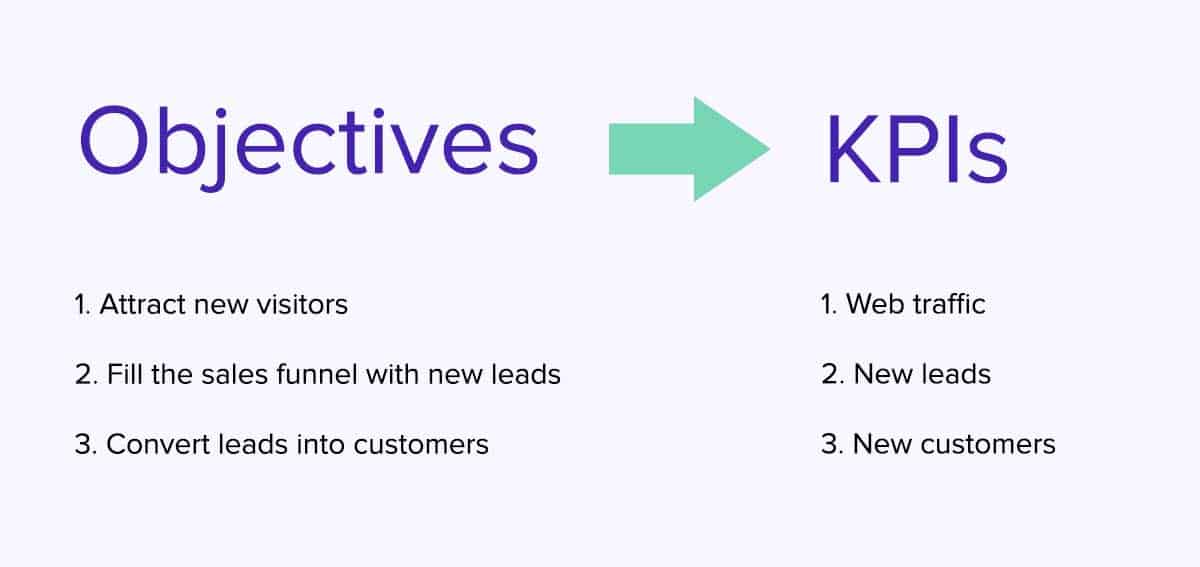 Objectives
KPIs
1. Attract new visitors
2. Fill the sales funnel with new leads
3. Convert leads into customers
1. Web traffic
2. New leads
3. New customers